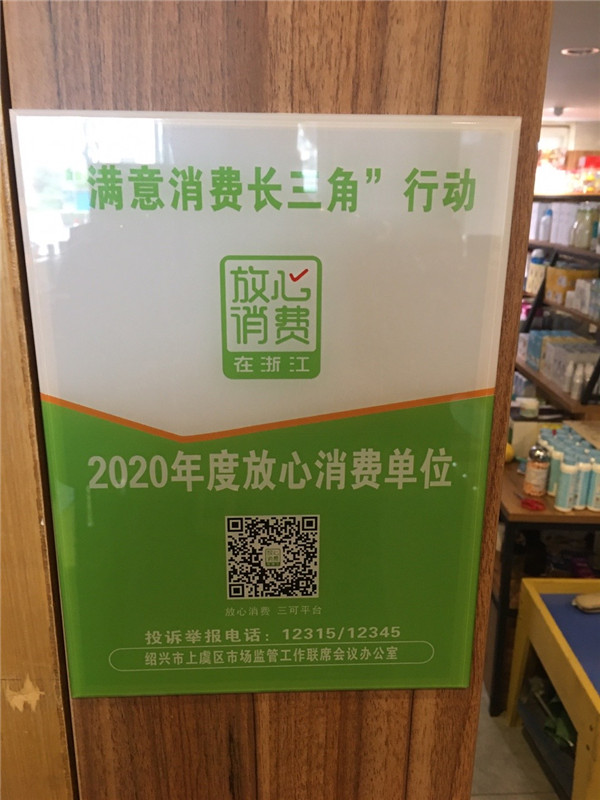 “满意消费长三角”行动
放心
消费
在浙江
2020年度放心消费单位
放心消费 三可平台
投诉举报电话：12315/12345
绍兴市上虞区市场监管工作联席会议办公室